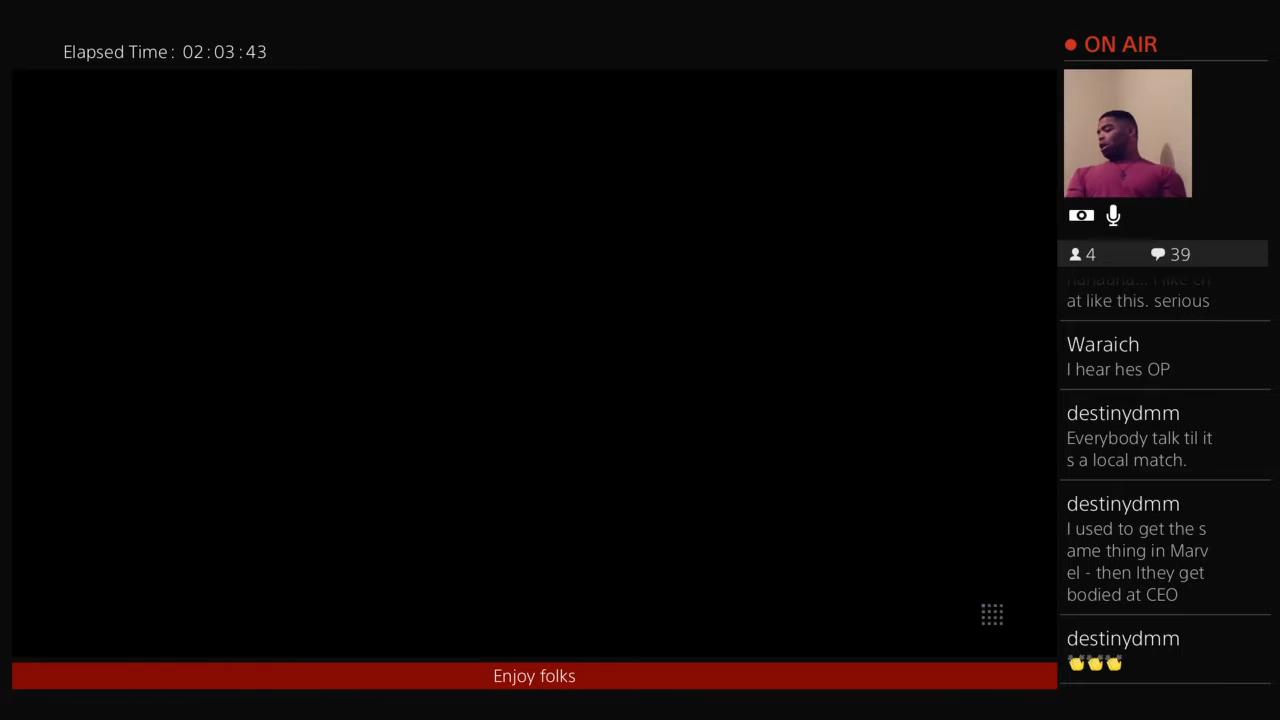 Elapsed Time: 02:03:43
ON AIR
4 39
at like this. serious
Waraich
I hear hes OP
destinydmm
Everybody talk til it
s a local match.
destinydmm
I used to get the s
ame thing in Marv
el - then Ithey get
bodied at CEO
destinydmm
👏👏👏
Enjoy folks